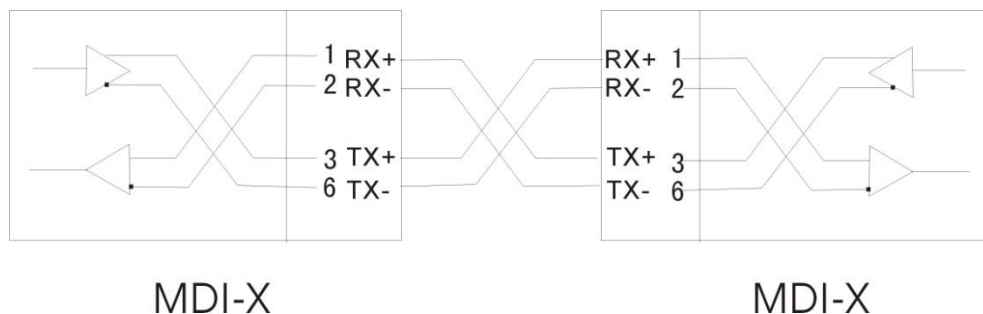 1 RX+ RX+ 1
2 RX- RX- 2
3 TX+ TX+ 3
6 TX- TX- 6
MDI-X MDI-X